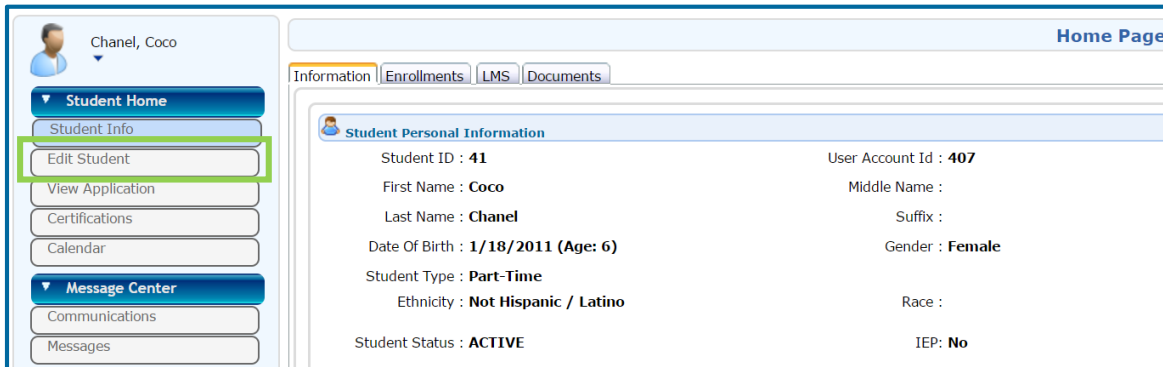 Chanel, Coco
Home Page
Information Enrollments LMS Documents
Student Home
Student Info
Edit Student
View Application
Certifications
Calendar
Message Center
Communications
Messages
Student Personal Information
Student ID : 41 User Account Id : 407
First Name : Coco Middle Name :
Last Name : Chanel Suffix :
Date Of Birth : 1/18/2011 (Age: 6) Gender : Female
Student Type : Part-Time
Ethnicity : Not Hispanic / Latino Race :
Student Status : ACTIVE IEP: No